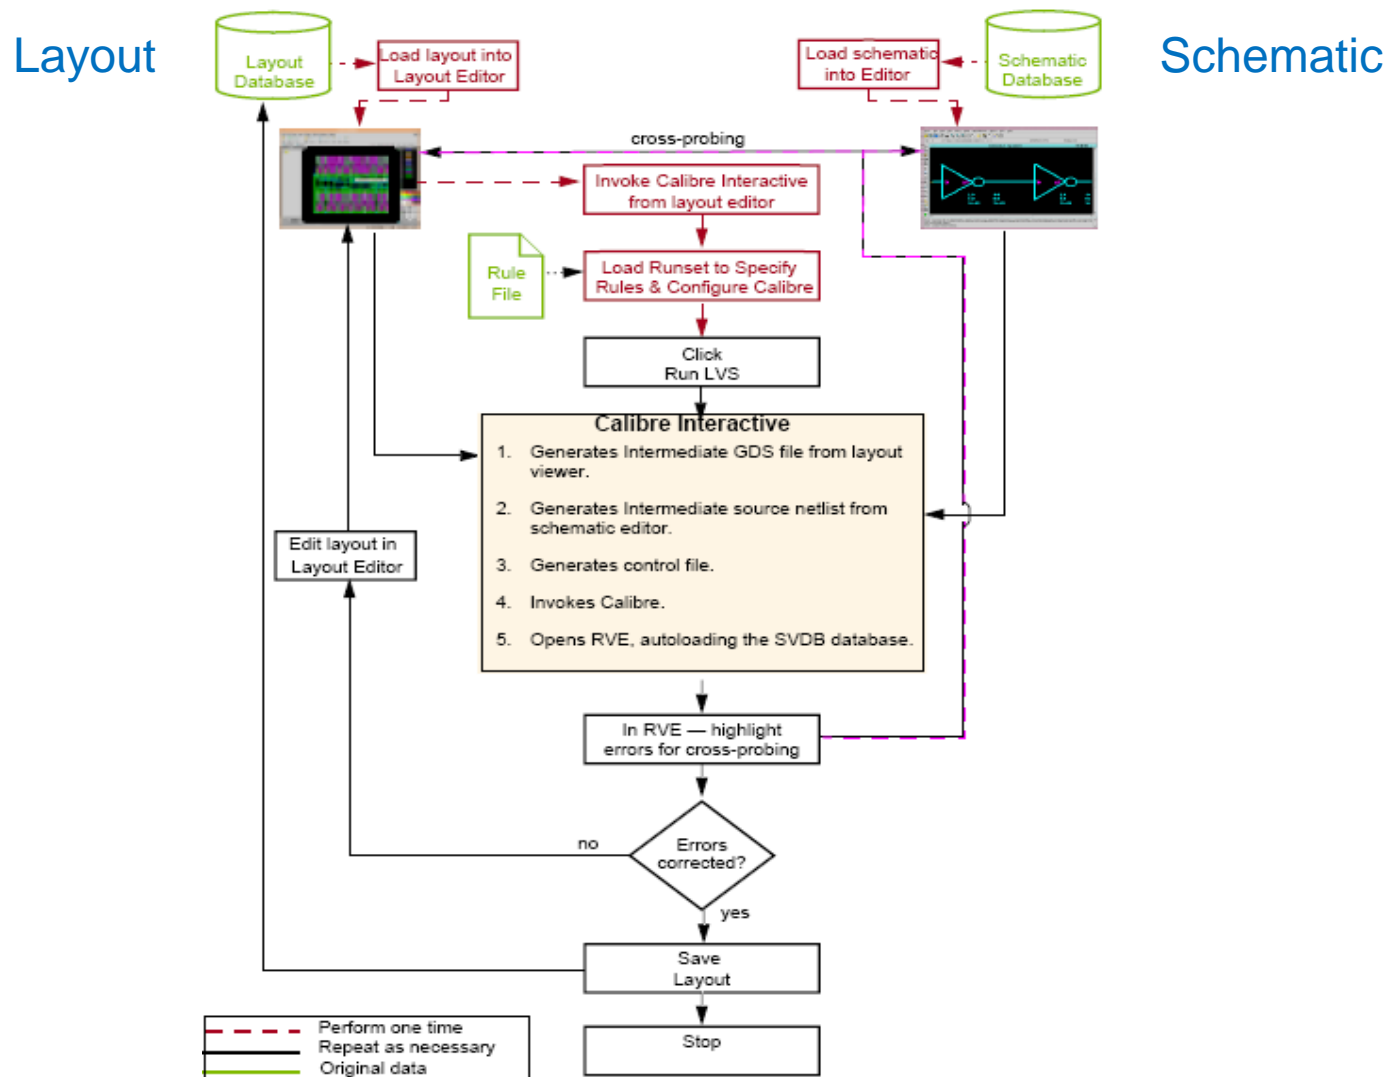 Layout
Schematic
Layout
Database
Load layout into
Layout Editor
Load schematic
into Editor
Schematic
Database
cross-probing
Invoke Calibre Interactive
from layout editor
Rule
File
Load Runset to Specify
Rules & Configure Calibre
Click
Run LVS
Calibre Interactive
1. Generates Intermediate GDS file from layout
viewer.
2. Generates Intermediate source netlist from
schematic editor.
3. Generates control file.
4. Invokes Calibre.
5. Opens RVE, autoloading the SVDB database.
Edit layout in
Layout Editor
In RVE — highlight
errors for cross-probing
no
Errors
corrected?
yes
Save
Layout
Stop
Perform one time
Repeat as necessary
Original data